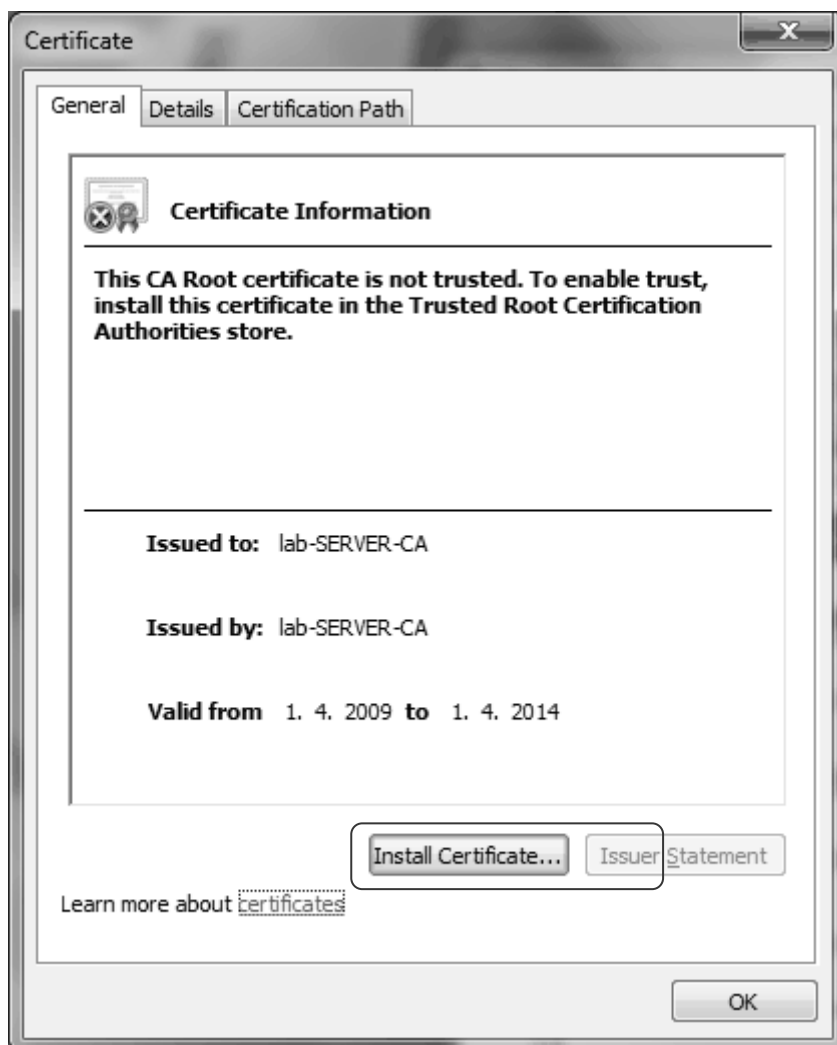 Certificate
General Details Certification Path
Certificate Information
This CA Root certificate is not trusted. To enable trust,
install this certificate in the Trusted Root Certification
Authorities store.
Issued to: lab-SERVER-CA
Issued by: lab-SERVER-CA
Valid from 1. 4. 2009 to 1. 4. 2014
Install Certificate... Issuer Statement
Learn more about certificates
OK